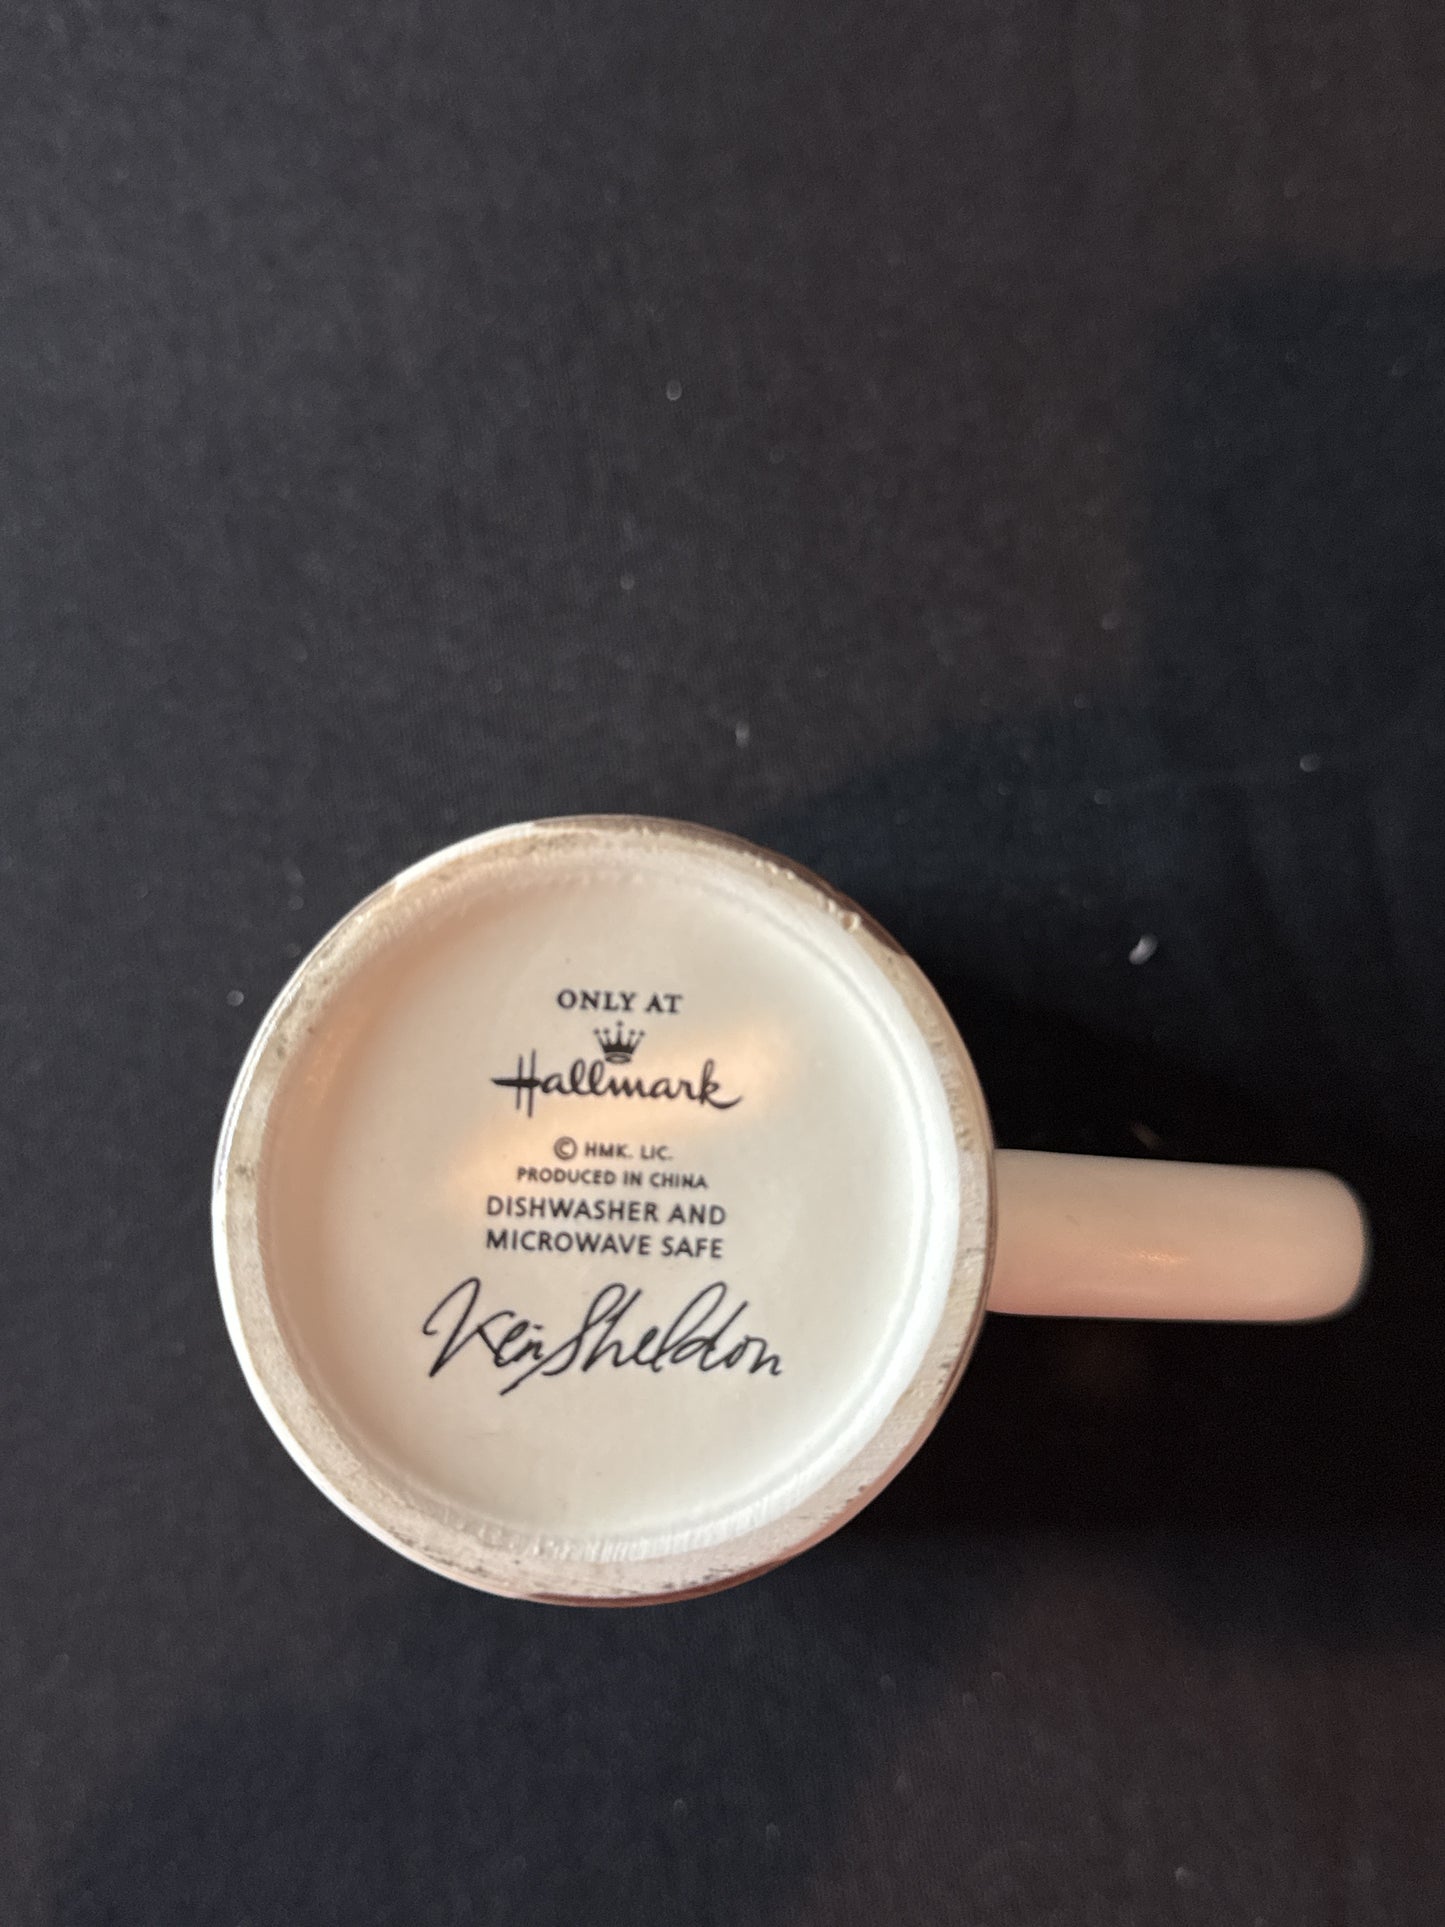 ONLY AT
Hallmark
© HMK. LIC.
PRODUCED IN CHINA
DISHWASHER AND
MICROWAVE SAFE
Ken Sheldon